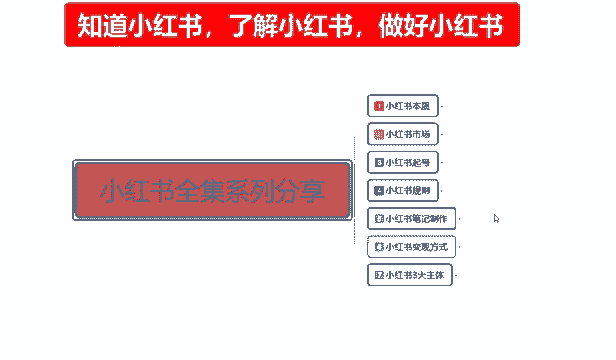 知道小红书，了解小红书，做好小红书
小红书全集系列分享
1 小红书本质
小红书市场
3 小红书起号
4 小红书规则
小红书笔记制作
小红书变现方式
7 小红书3大主体